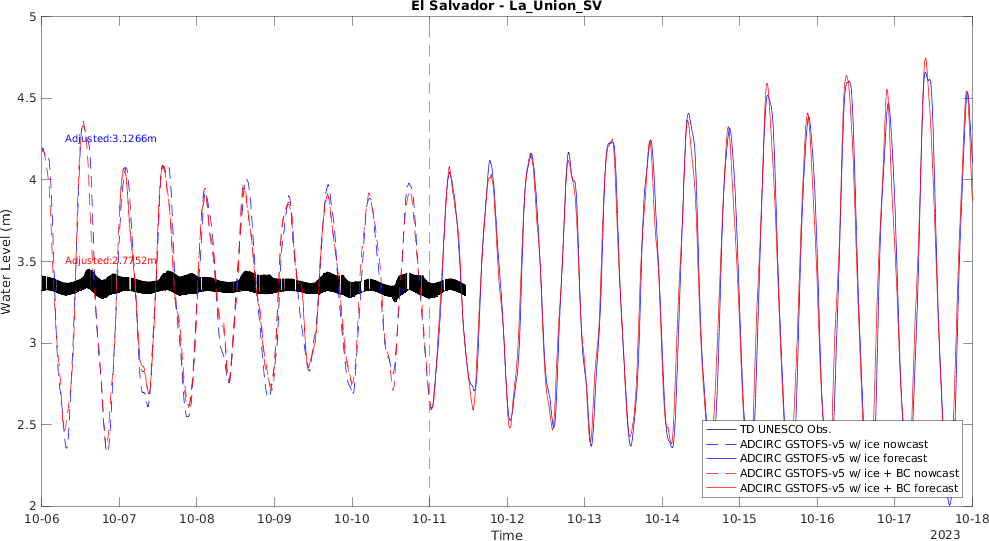 El Salvador - La_Union_SV
5
4.5
4
3.5
3
2.5
2
Water Level (m)
Adjusted:3.1266m
Adjusted:2.7752m
TD UNESCO Obs.
ADCIRC GSTOFS-v5 w/ ice nowcast
ADCIRC GSTOFS-v5 w/ ice forecast
ADCIRC GSTOFS-v5 w/ ice + BC nowcast
ADCIRC GSTOFS-v5 w/ ice + BC forecast
10-06 10-07 10-08 10-09 10-10 10-11 10-12 10-13 10-14 10-15 10-16 10-17 10-18
Time
2023